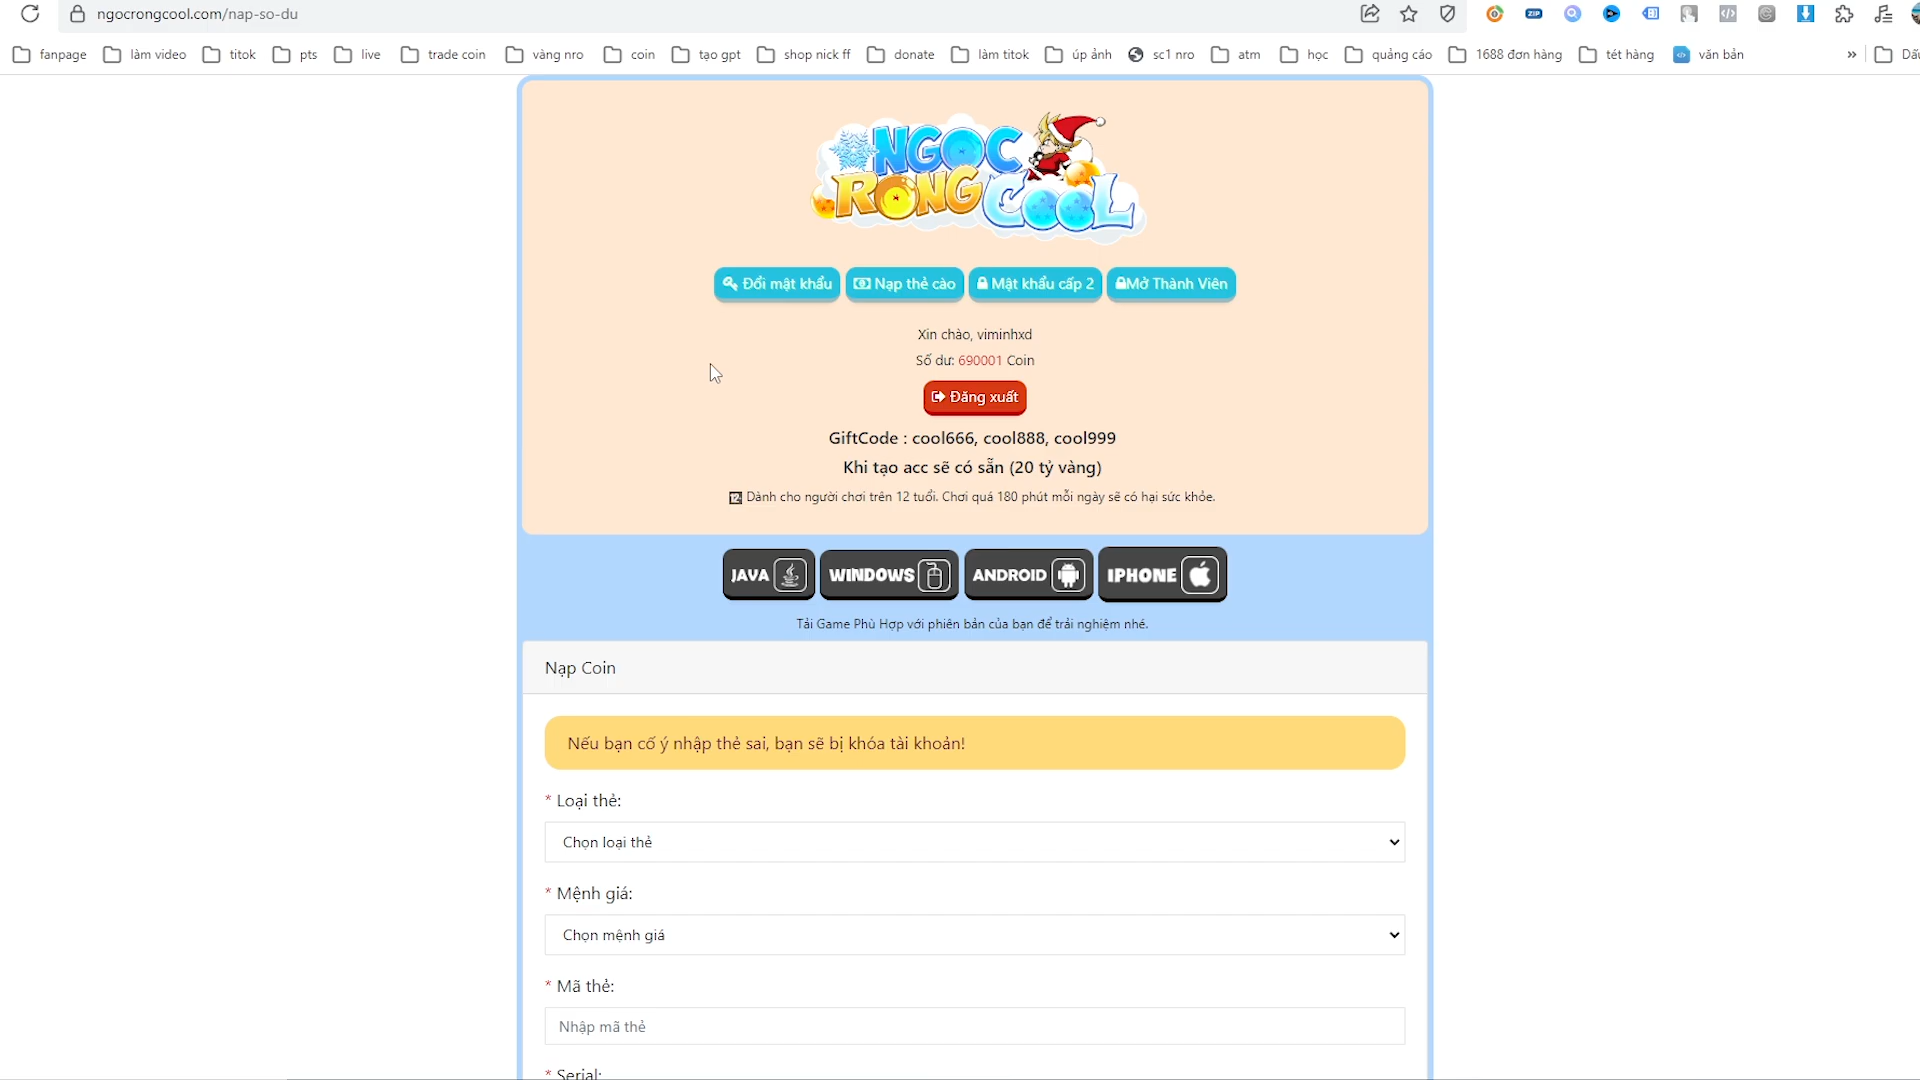 ngocrongcool.com/nap-so-du
ZIP
fanpage làm video titok pts live trade coin vàng nro coin tạo gpt shop nick ff donate làm titok úp ảnh sc1 nro atm học quảng cáo 1688 đơn hàng tét hàng văn bản » Dấu
NGỌC
RỒNG COOL
Đổi mật khẩu Nạp thẻ cào Mật khẩu cấp 2 Mở Thành Viên
Xin chào, viminhxd
Số dư: 690001 Coin
Đăng xuất
GiftCode : cool666, cool888, cool999
Khi tạo acc sẽ có sẵn (20 tỷ vàng)
12 Dành cho người chơi trên 12 tuổi. Chơi quá 180 phút mỗi ngày sẽ có hại sức khỏe.
JAVA WINDOWS ANDROID IPHONE
Tải Game Phù Hợp với phiên bản của bạn để trải nghiệm nhé.
Nạp Coin
Nếu bạn cố ý nhập thẻ sai, bạn sẽ bị khóa tài khoản!
* Loại thẻ:
Chọn loại thẻ
* Mệnh giá:
Chọn mệnh giá
* Mã thẻ:
Nhập mã thẻ
* Serial: